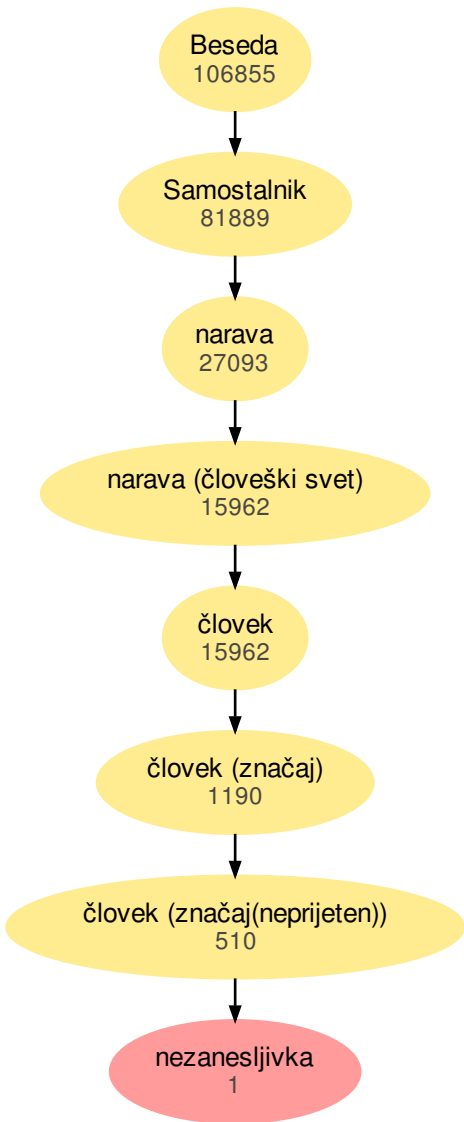 Beseda
106855
Samostalnik
81889
narava
27093
narava (človeški svet)
15962
človek
15962
človek (značaj)
1190
človek (značaj(neprijeten))
510
nezanesljivka
1